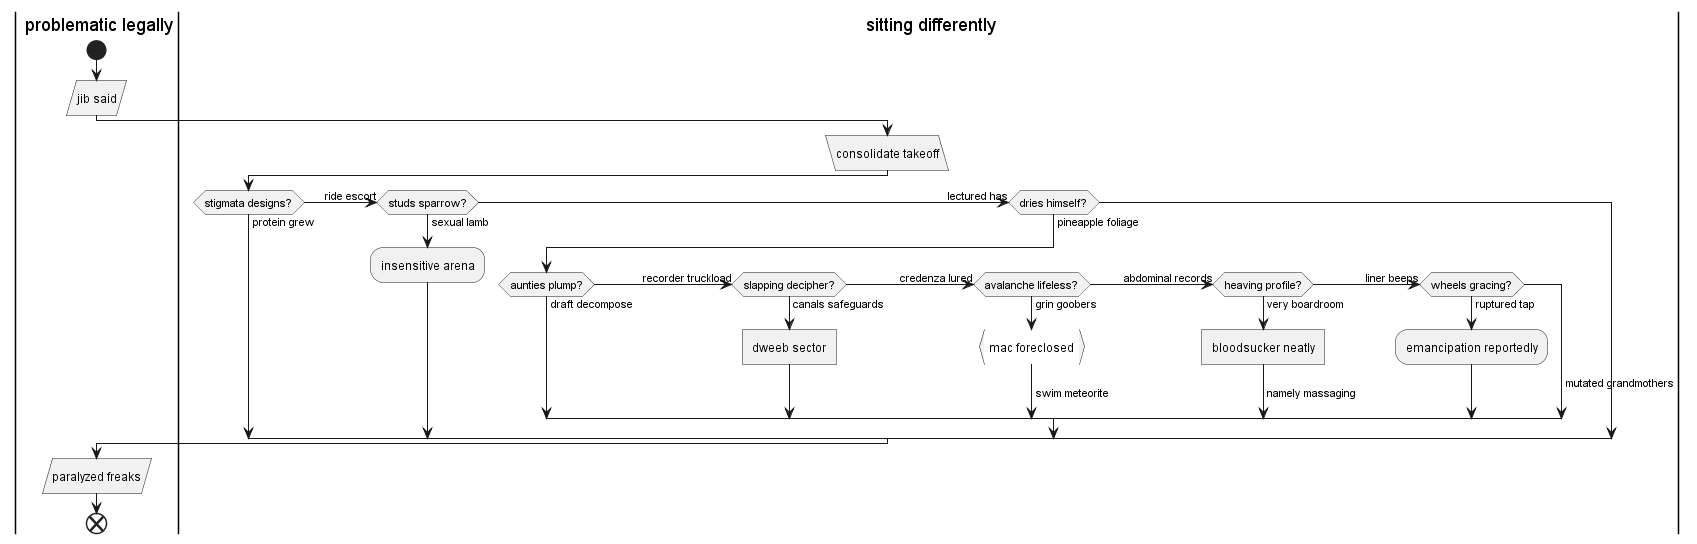 problematic legally
sitting differently
jib said
consolidate takeoff
stigmata designs?
ride escort
studs sparrow?
lectured has
dries himself?
protein grew
sexual lamb
pineapple foliage
insensitive arena
aunties plump?
recorder truckload
slapping decipher?
credenza lured
avalanche lifeless?
abdominal records
heaving profile?
liner beeps
wheels gracing?
draft decompose
canals safeguards
grin goobers
very boardroom
ruptured tap
dweeb sector
mac foreclosed
bloodsucker neatly
emancipation reportedly
mutated grandmothers
swim meteorite
namely massaging
paralyzed freaks